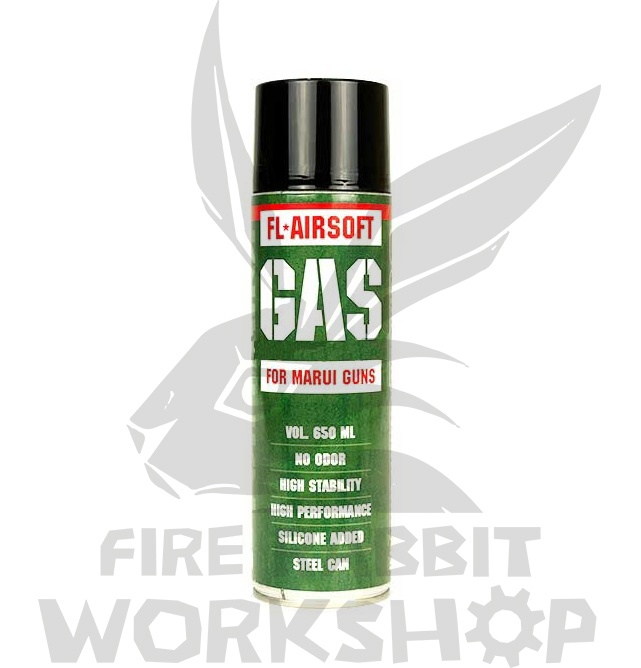 FL★AIRSOFT
GAS
FOR MARUI GUNS
VOL. 650 ML
NO ODOR
HIGH STABILITY
HIGH PERFORMANCE
SILICONE ADDED
STEEL CAN
FIRE RABBIT
WORKSHOP